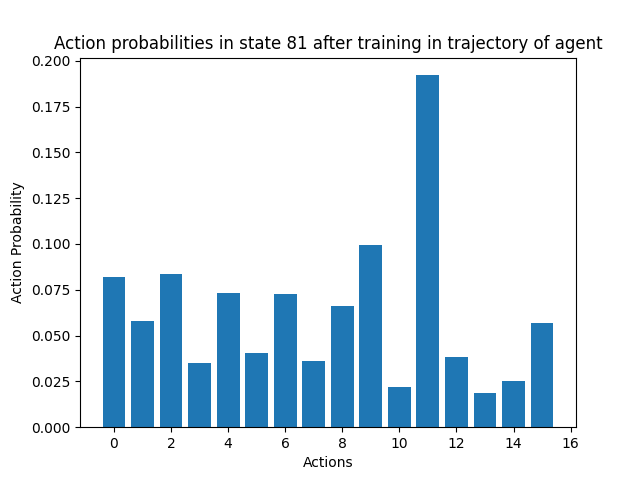 Action probabilities in state 81 after training in trajectory of agent
0.200
0.175
0.150
0.125
0.100
0.075
0.050
0.025
0.000
Action Probability
0 2 4 6 8 10 12 14 16
Actions